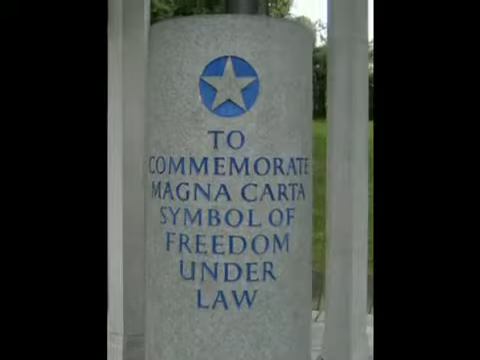 TO
COMMEMORATE
MAGNA CARTA
SYMBOL OF
FREEDOM
UNDER
LAW